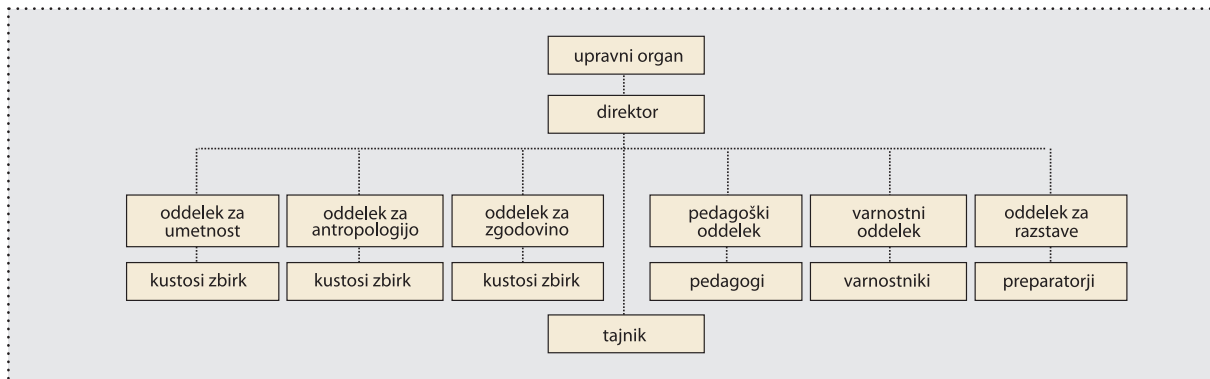 upravni organ
direktor
oddelek za
umetnost
oddelek za
antropologijo
oddelek za
zgodovino
pedagoški
oddelek
varnostni
oddelek
oddelek za
razstave
kustosi zbirk
kustosi zbirk
kustosi zbirk
pedagogi
varnostniki
preparatorji
tajnik